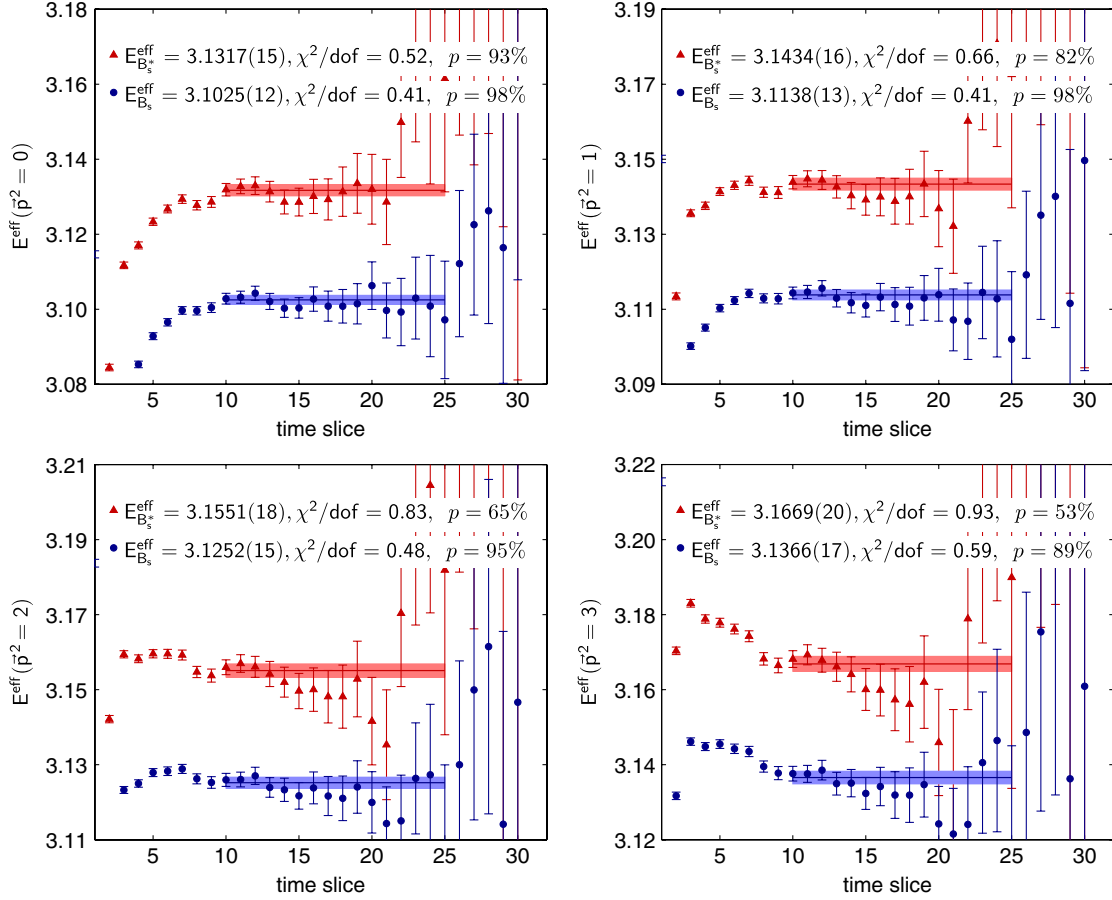 3.18
3.16
3.14
3.12
3.10
3.08
E^eff (p⃗² = 0)
E^eff_{B*_s} = 3.1317(15), χ²/dof = 0.52, p = 93%
E^eff_{B_s} = 3.1025(12), χ²/dof = 0.41, p = 98%
5 10 15 20 25 30
time slice
3.19
3.17
3.15
3.13
3.11
3.09
E^eff (p⃗² = 1)
E^eff_{B*_s} = 3.1434(16), χ²/dof = 0.66, p = 82%
E^eff_{B_s} = 3.1138(13), χ²/dof = 0.41, p = 98%
5 10 15 20 25 30
time slice
3.21
3.19
3.17
3.15
3.13
3.11
E^eff (p⃗² = 2)
E^eff_{B*_s} = 3.1551(18), χ²/dof = 0.83, p = 65%
E^eff_{B_s} = 3.1252(15), χ²/dof = 0.48, p = 95%
5 10 15 20 25 30
time slice
3.22
3.20
3.18
3.16
3.14
3.12
E^eff (p⃗² = 3)
E^eff_{B*_s} = 3.1669(20), χ²/dof = 0.93, p = 53%
E^eff_{B_s} = 3.1366(17), χ²/dof = 0.59, p = 89%
5 10 15 20 25 30
time slice